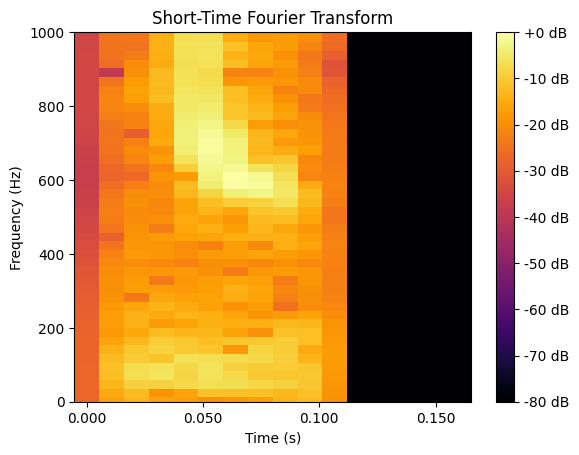 Short-Time Fourier Transform
Frequency (Hz)
1000
800
600
400
200
0
0.000
0.050
0.100
0.150
Time (s)
+0 dB
-10 dB
-20 dB
-30 dB
-40 dB
-50 dB
-60 dB
-70 dB
-80 dB